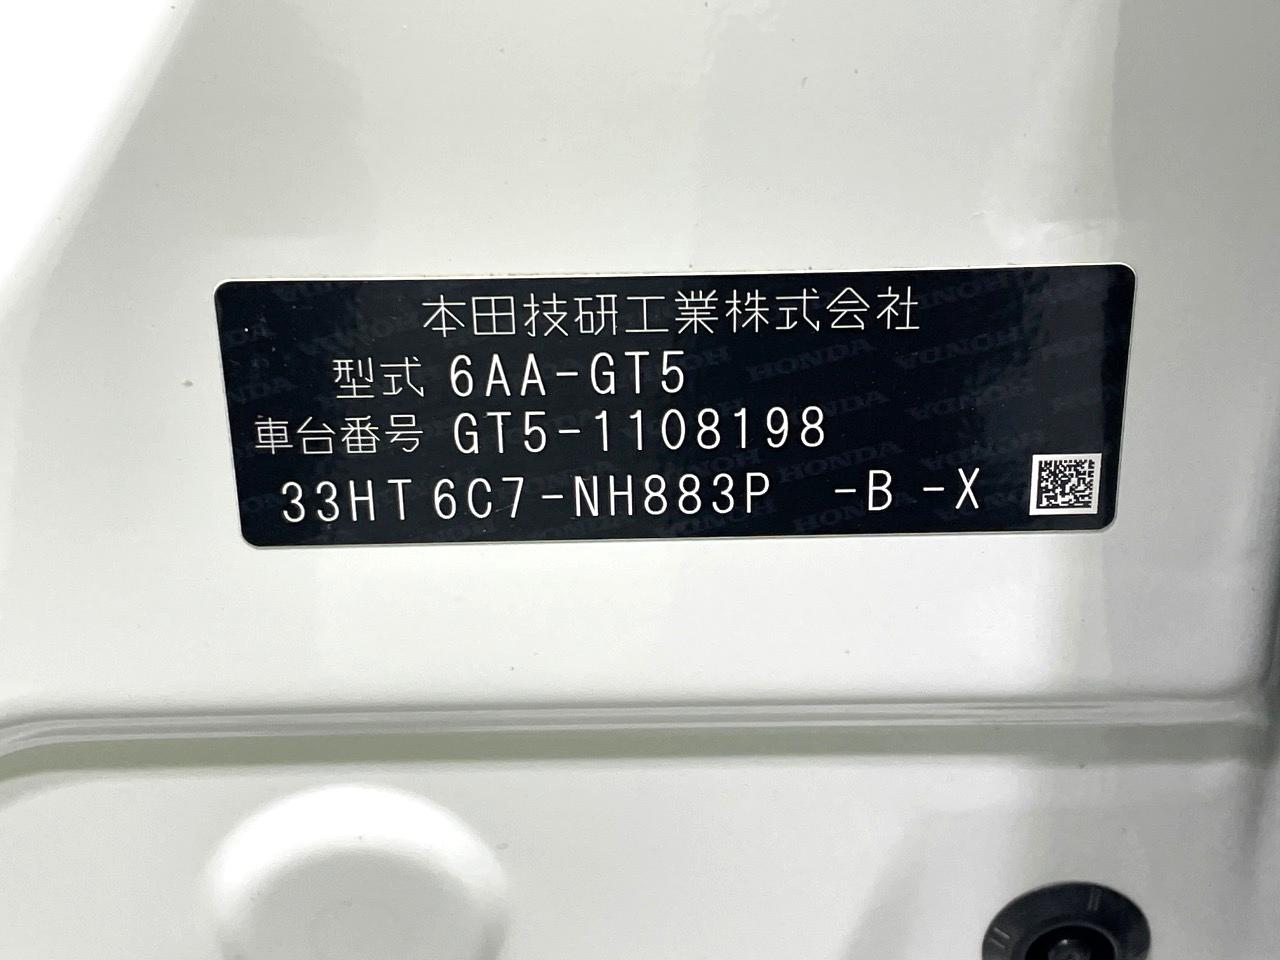 本田技研工業株式会社
型式 6AA-GT5
車台番号 GT5-1108198
33HT6C7-NH883P -B -X